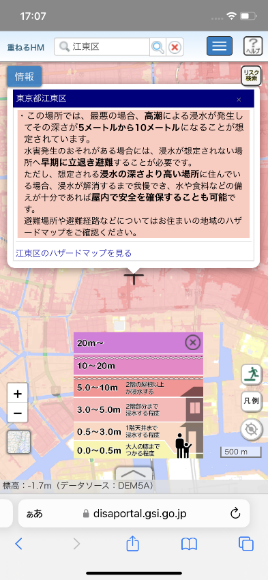 17:07
重ねるHM
江東区
ヘルプ
情報
リスク検索
東京都江東区
×
・この場所では、最悪の場合、高潮による浸水が発生し
てその深さが5メートルから10メートルになることが想
定されています。
水害発生のおそれがある場合には、浸水が想定されない場
所へ早期に立退き避難することが必要です。
ただし、想定される浸水の深さより高い場所に住んでい
る場合、浸水が解消するまで我慢でき、水や食料などの備
えが十分であれば屋内で安全を確保することも可能で
す。
避難場所や避難経路などについてはお住まいの地域のハザ
ードマップをご確認ください。
江東区のハザードマップを見る
20m～
10～20m
5.0～10m 2階の屋根以上が浸水する
3.0～5.0m 2階部分まで浸水する程度
0.5～3.0m 1階天井まで浸水する程度
0.0～0.5m 大人の膝までつかる程度
凡例
500 m
標高：-1.7m（データソース：DEM5A）
ぁあ
disaportal.gsi.go.jp